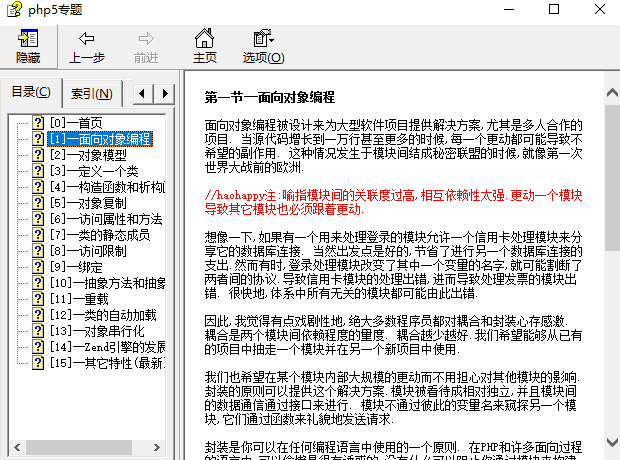 php5专题
隐藏
上一步
前进
主页
选项(O)
目录(C)
索引(N)
[0]—首页
[1]—面向对象编程
[2]—对象模型
[3]—定义一个类
[4]—构造函数和析构函
[5]—对象复制
[6]—访问属性和方法
[7]—类的静态成员
[8]—访问限制
[9]—绑定
[10]—抽象方法和抽象
[11]—重载
[12]—类的自动加载
[13]—对象串行化
[14]—Zend引擎的发展
[15]—其它特性(最新
第一节—面向对象编程
面向对象编程被设计来为大型软件项目提供解决方案,尤其是多人合作的
项目. 当源代码增长到一万行甚至更多的时候,每一个更动都可能导致不
希望的副作用. 这种情况发生于模块间结成秘密联盟的时候,就像第一次
世界大战前的欧洲.
//haohappy注:喻指模块间的关联度过高,相互依赖性太强.更动一个模块
导致其它模块也必须跟着更动.
想像一下,如果有一个用来处理登录的模块允许一个信用卡处理模块来分
享它的数据库连接. 当然出发点是好的,节省了进行另一个数据库连接的
支出.然而有时,登录处理模块改变了其中一个变量的名字,就可能割断了
两者间的协议.导致信用卡模块的处理出错,进而导致处理发票的模块出
错. 很快地,体系中所有无关的模块都可能由此出错.
因此,我觉得有点戏剧性地,绝大多数程序员都对耦合和封装心存感激.
耦合是两个模块间依赖程度的量度. 耦合越少越好.我们希望能够从已有
的项目中抽走一个模块并在另一个新项目中使用.
我们也希望在某个模块内部大规模的更动而不用担心对其他模块的影响.
封装的原则可以提供这个解决方案.模块被看待成相对独立,并且模块间
的数据通信通过接口来进行. 模块不通过彼此的变量名来窥探另一个模
块,它们通过函数来礼貌地发送请求.
封装是你可以在任何编程语言中使用的一个原则. 在PHP和许多面向过程